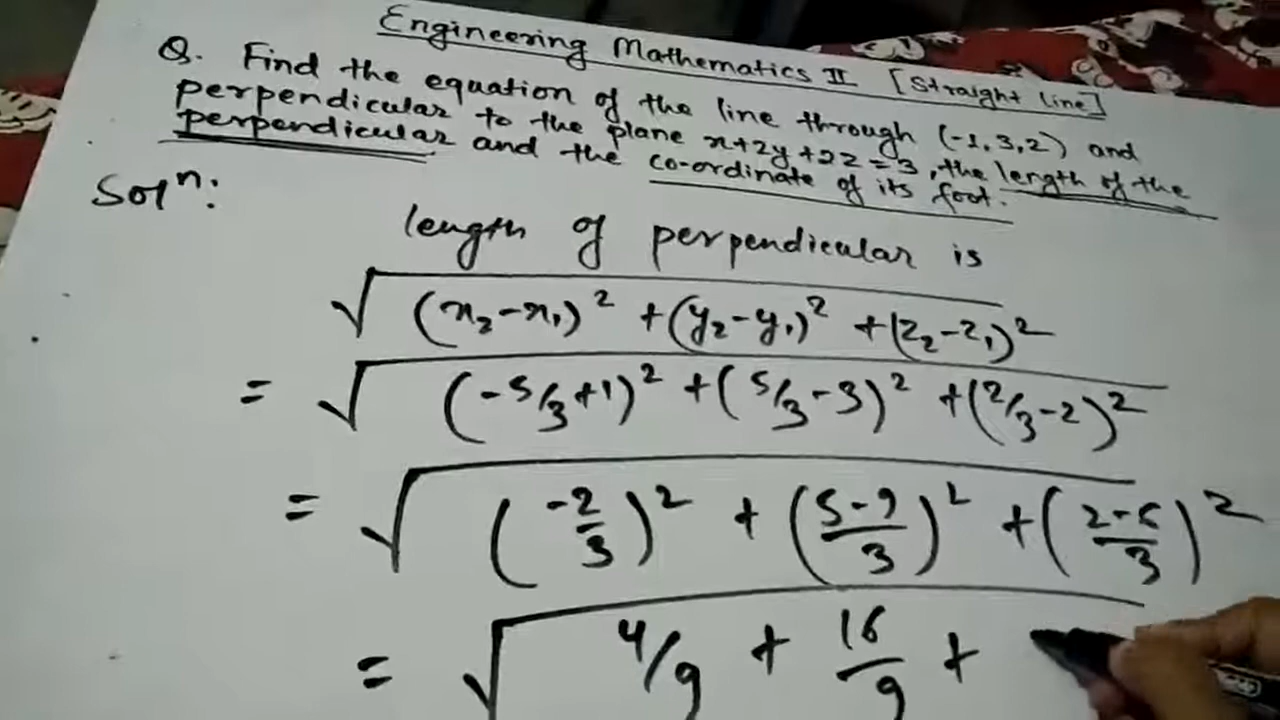 Engineering Mathematics II [Straight line]
Q. Find the equation of the line through (-1,3,2) and
perpendicular to the plane x+2y+2z=3, the length of the
perpendicular and the co-ordinate of its foot.
Solⁿ:
length of perpendicular is
√((x₂-x₁)² + (y₂-y₁)² + (z₂-z₁)²)
= √((-5/3+1)² + (5/3-3)² + (2/3-2)²)
= √((-2/3)² + ((5-9)/3)² + ((2-6)/3)²)
= √(4/9 + 16/9 +